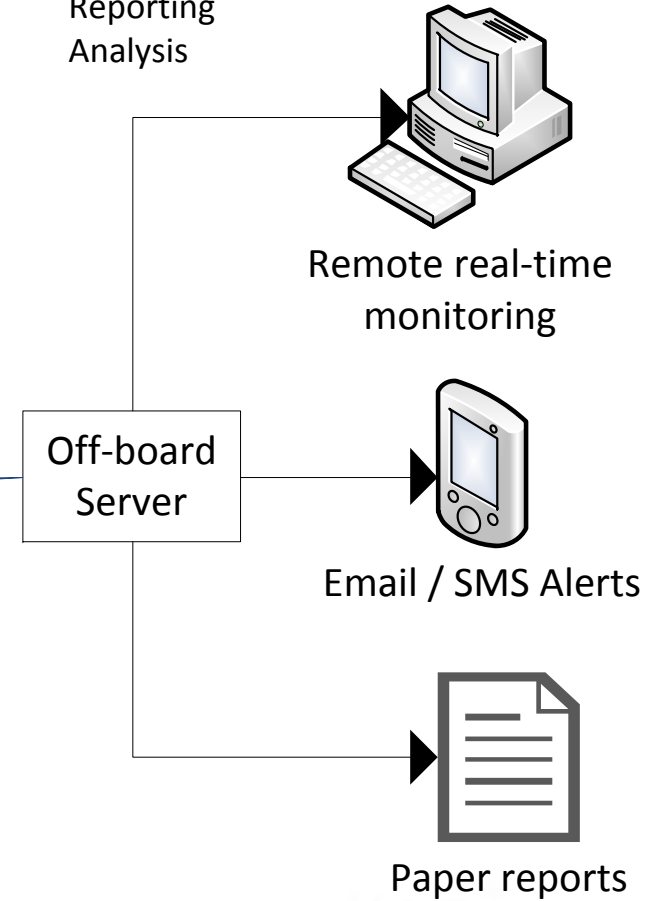 Reporting
Analysis
Remote real-time
monitoring
Off-board
Server
Email / SMS Alerts
Paper reports